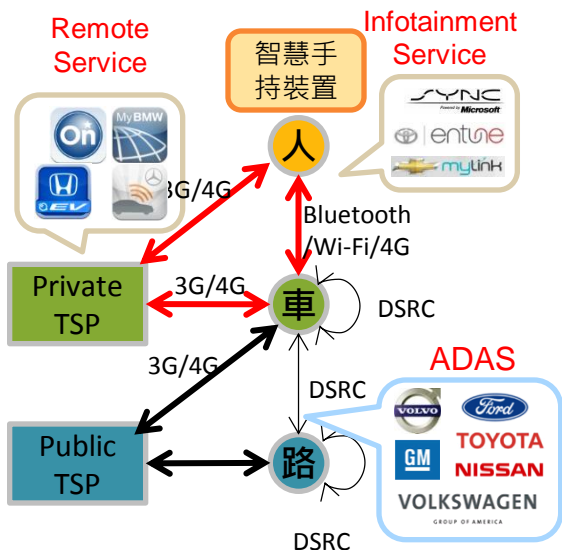 Remote
Service
Infotainment
Service
智慧手
持裝置
On
My BMW
EV
SYNC
Powered by Microsoft
entune
mylink
人
3G/4G
Bluetooth
/Wi-Fi/4G
Private
TSP
3G/4G
車
DSRC
3G/4G
DSRC
ADAS
VOLVO
Ford
GM
TOYOTA
NISSAN
VOLKSWAGEN
GROUP OF AMERICA
Public
TSP
路
DSRC